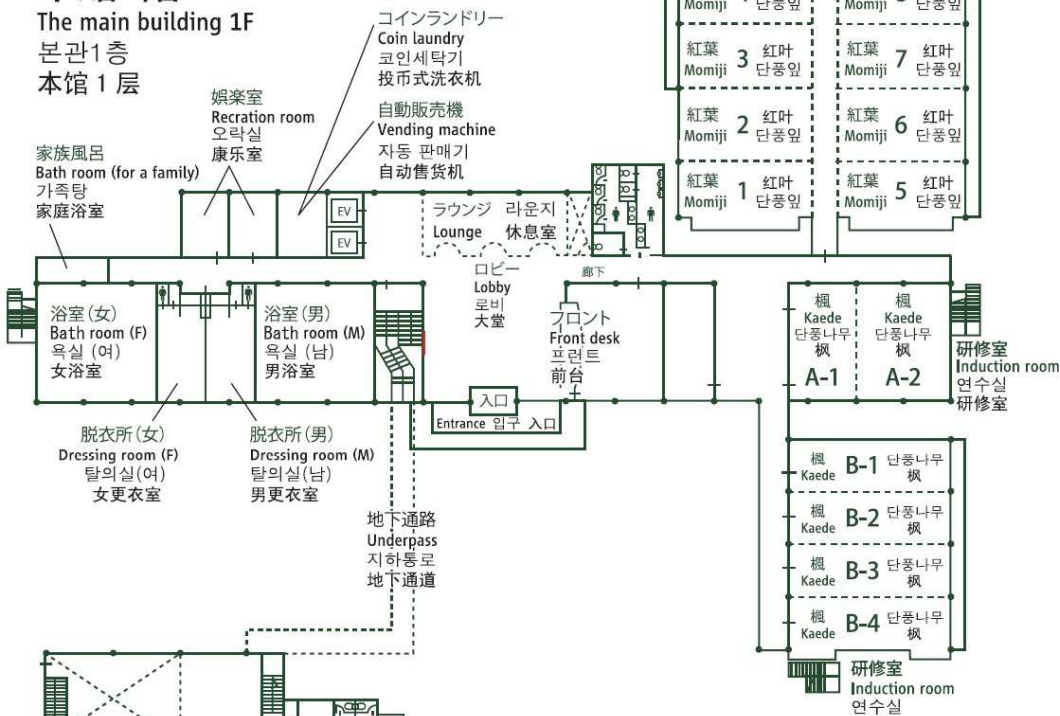 The main building 1F
본관1층
本馆 1 层
コインランドリー
Coin laundry
코인세탁기
投币式洗衣机
自動販売機
Vending machine
자동 판매기
自动售货机
娯楽室
Recration room
오락실
康乐室
家族風呂
Bath room (for a family)
가족탕
家庭浴室
EV
EV
ラウンジ 라운지
Lounge 休息室
ロビー
Lobby
로비
大堂
廊下
フロント
Front desk
프런트
前台
入口
Entrance 입구 入口
浴室(女)
Bath room (F)
욕실 (여)
女浴室
浴室(男)
Bath room (M)
욕실 (남)
男浴室
脱衣所(女)
Dressing room (F)
탈의실(여)
女更衣室
脱衣所(男)
Dressing room (M)
탈의실(남)
男更衣室
地下通路
Underpass
지하통로
地下通道
Momiji 단풍잎
Momiji 단풍잎
紅葉 Momiji 3 红叶 단풍잎
紅葉 Momiji 7 红叶 단풍잎
紅葉 Momiji 2 红叶 단풍잎
紅葉 Momiji 6 红叶 단풍잎
紅葉 Momiji 1 红叶 단풍잎
紅葉 Momiji 5 红叶 단풍잎
楓
Kaede
단풍나무
枫
A-1
楓
Kaede
단풍나무
枫
A-2
研修室
Induction room
연수실
研修室
楓 Kaede B-1 단풍나무 枫
楓 Kaede B-2 단풍나무 枫
楓 Kaede B-3 단풍나무 枫
楓 Kaede B-4 단풍나무 枫
研修室
Induction room
연수실